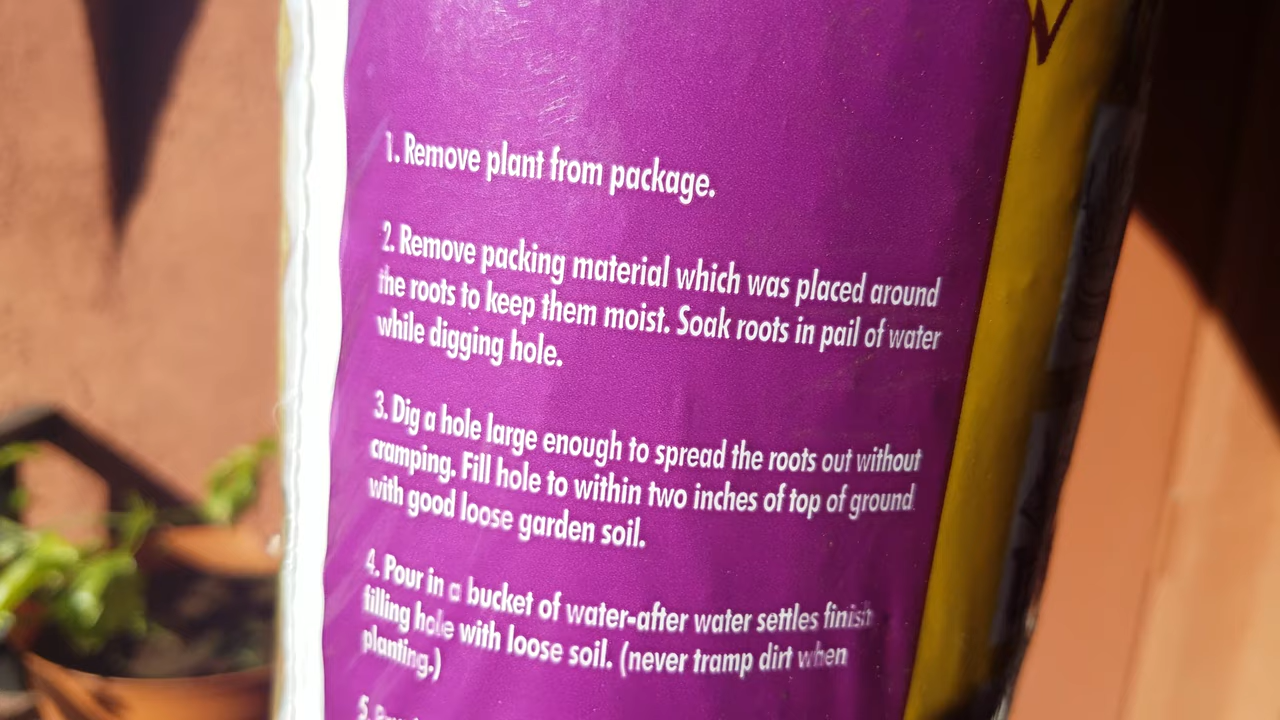 1. Remove plant from package.
2. Remove packing material which was placed around
the roots to keep them moist. Soak roots in pail of water
while digging hole.
3. Dig a hole large enough to spread the roots out without
cramping. Fill hole to within two inches of top of ground
with good loose garden soil.
4. Pour in a bucket of water-after water settles finish
filling hole with loose soil. (never tramp dirt when
planting.)
5.